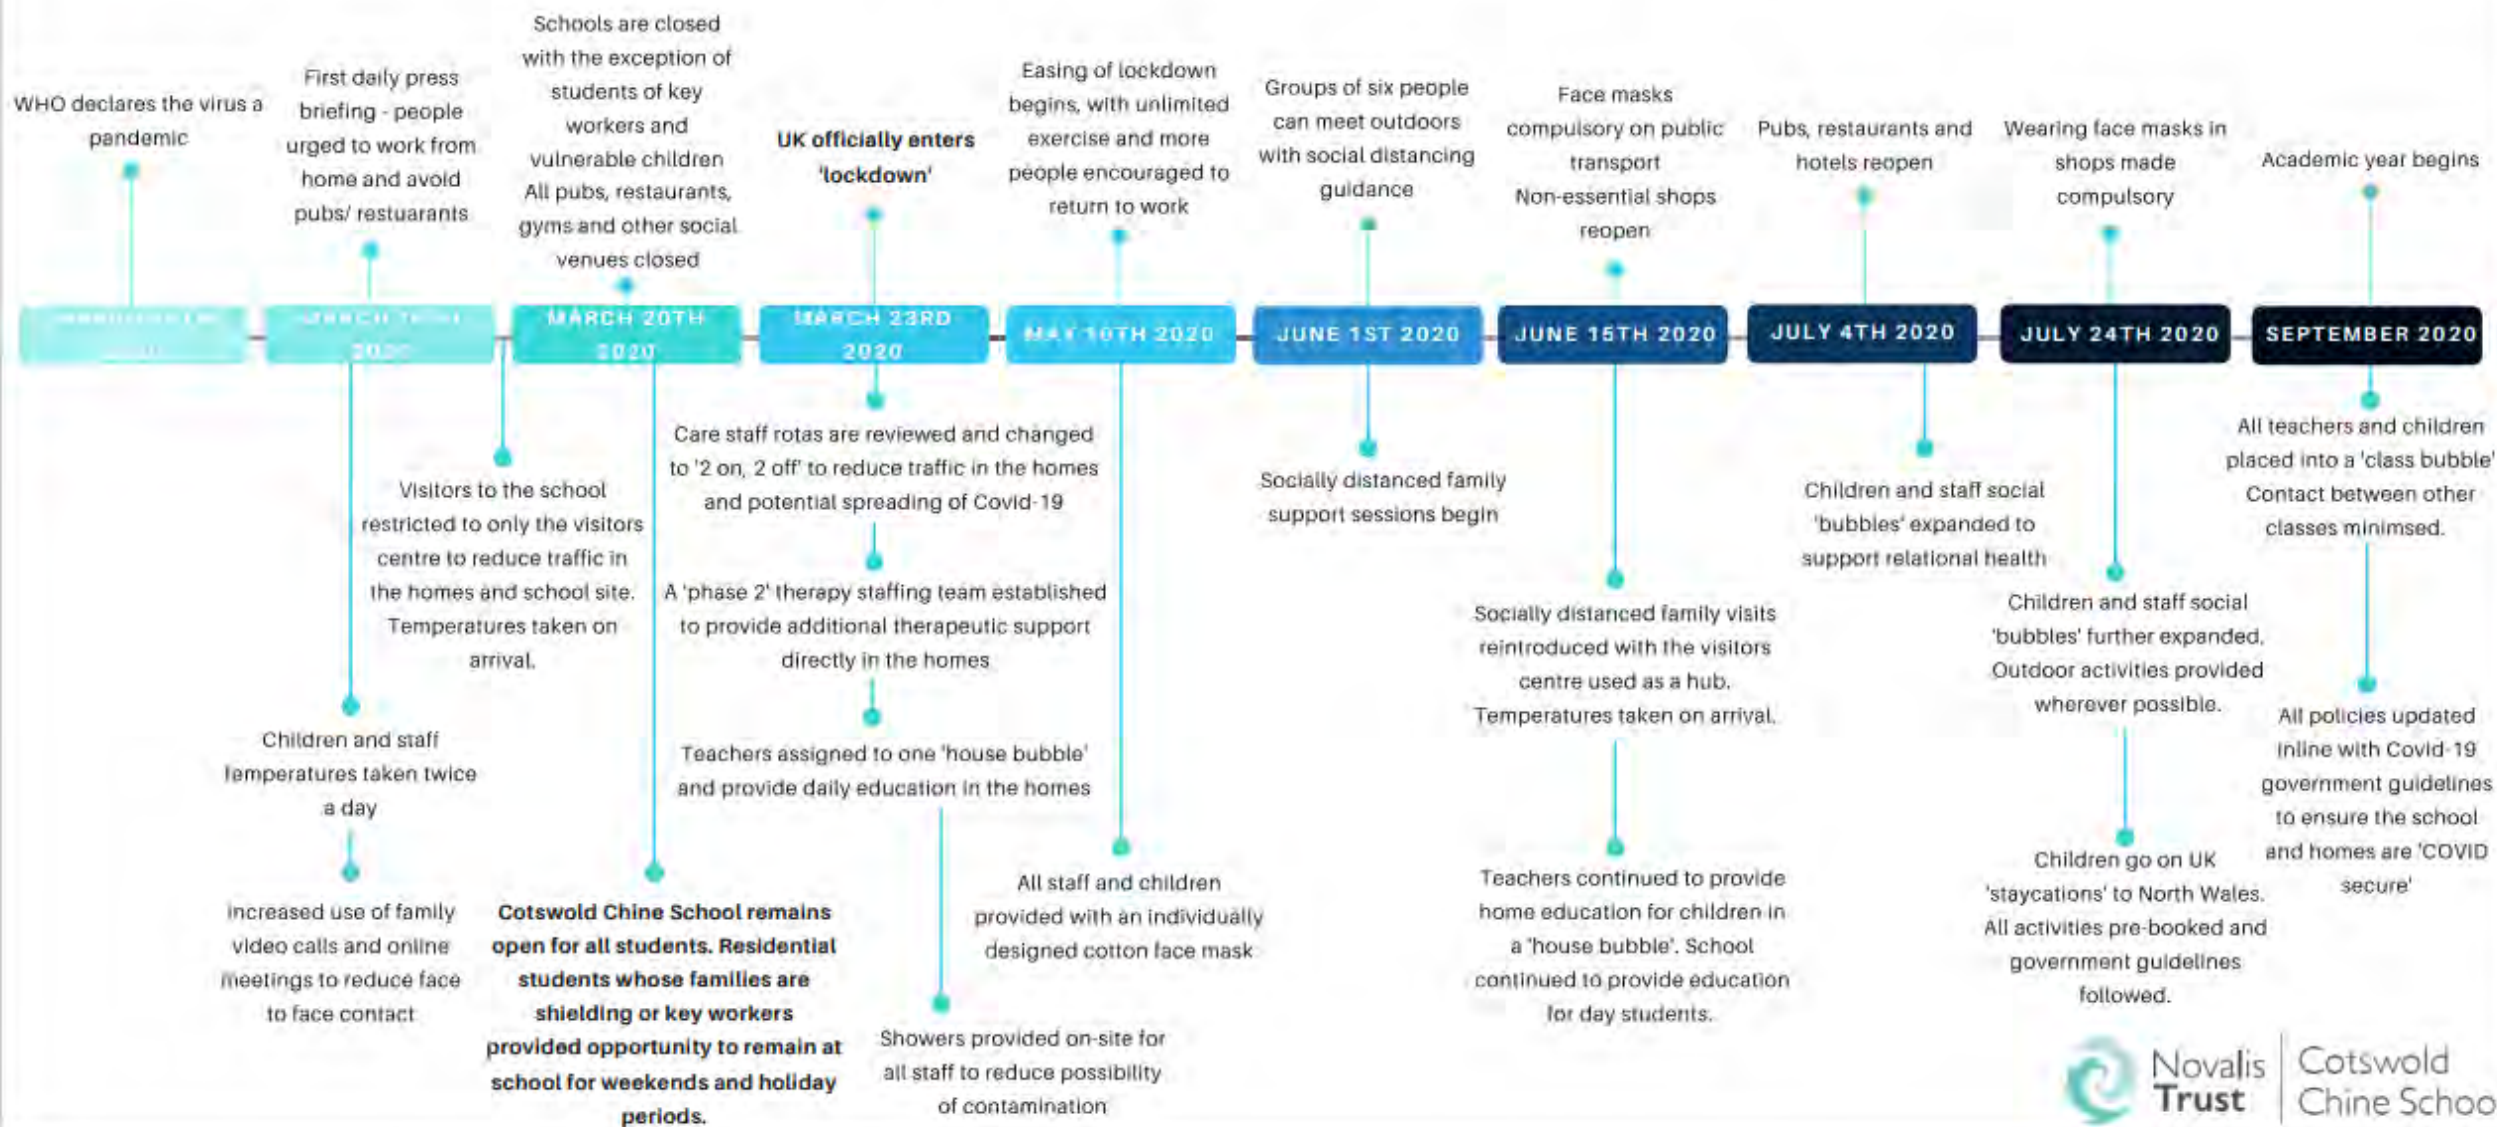 WHO declares the virus a
pandemic
First daily press
briefing - people
urged to work from
home and avoid
pubs/ restuarants
Schools are closed
with the exception of
students of key
workers and
vulnerable children
All pubs, restaurants,
gyms and other social
venues closed
UK officially enters
'lockdown'
Easing of lockdown
begins, with unlimited
exercise and more
people encouraged to
return to work
Groups of six people
can meet outdoors
with social distancing
guidance
Face masks
compulsory on public
transport
Non-essential shops
reopen
Pubs, restaurants and
hotels reopen
Wearing face masks in
shops made
compulsory
Academic year begins
MARCH
2020
MARCH 20TH
2020
MARCH 23RD
2020
MAY 10TH 2020
JUNE 1ST 2020
JUNE 15TH 2020
JULY 4TH 2020
JULY 24TH 2020
SEPTEMBER 2020
Children and staff
temperatures taken twice
a day
Increased use of family
video calls and online
meetings to reduce face
to face contact
Visitors to the school
restricted to only the visitors
centre to reduce traffic in
the homes and school site.
Temperatures taken on
arrival.
Cotswold Chine School remains
open for all students. Residential
students whose families are
shielding or key workers
provided opportunity to remain at
school for weekends and holiday
periods.
Care staff rotas are reviewed and changed
to '2 on, 2 off' to reduce traffic in the homes
and potential spreading of Covid-19
A 'phase 2' therapy staffing team established
to provide additional therapeutic support
directly in the homes
Teachers assigned to one 'house bubble'
and provide daily education in the homes
Showers provided on-site for
all staff to reduce possibility
of contamination
All staff and children
provided with an individually
designed cotton face mask
Socially distanced family
support sessions begin
Socially distanced family visits
reintroduced with the visitors
centre used as a hub.
Temperatures taken on arrival.
Teachers continued to provide
home education for children in
a 'house bubble'. School
continued to provide education
for day students.
Children and staff social
'bubbles' expanded to
support relational health
Children and staff social
'bubbles' further expanded.
Outdoor activities provided
wherever possible.
Children go on UK
'staycations' to North Wales.
All activities pre-booked and
government guidelines
followed.
All teachers and children
placed into a 'class bubble'
Contact between other
classes minimsed.
All policies updated
inline with Covid-19
government guidelines
to ensure the school
and homes are 'COVID
secure'
Novalis
Trust
Cotswold
Chine Schoo